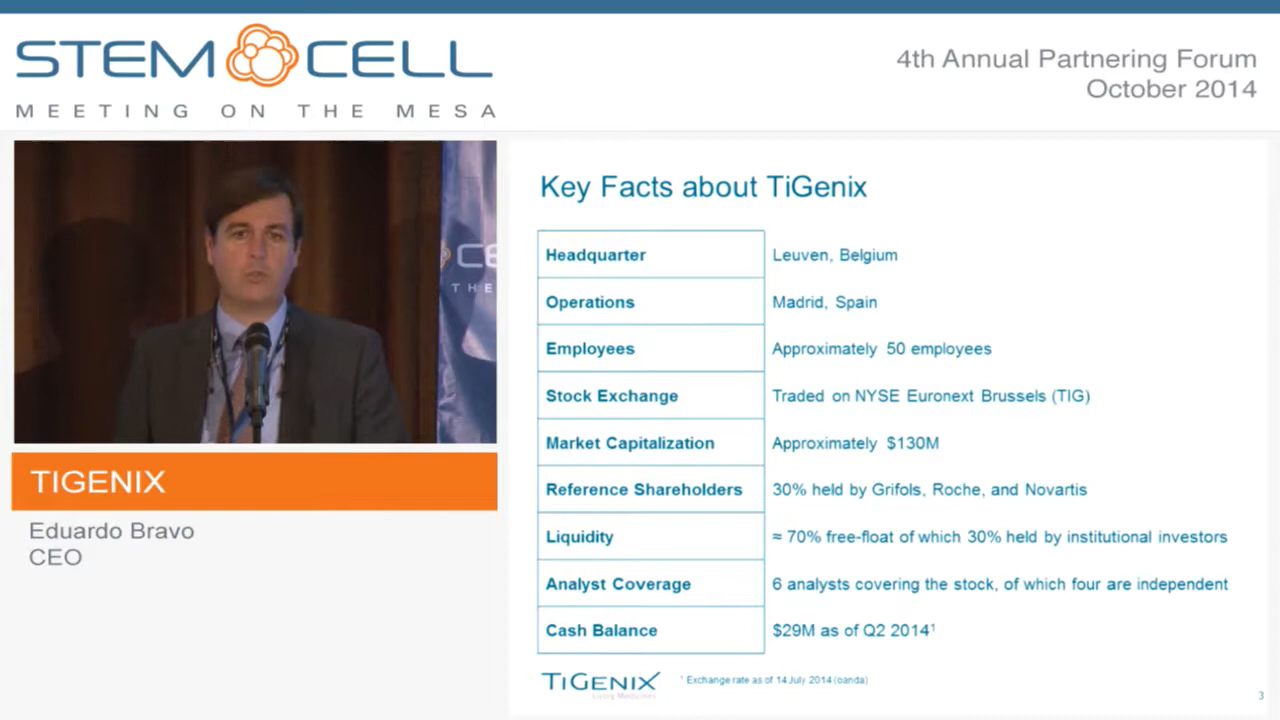 STEM CELL
MEETING ON THE MESA
4th Annual Partnering Forum
October 2014
CE
THE
TIGENIX
Eduardo Bravo
CEO
Key Facts about TiGenix
Headquarter Leuven, Belgium
Operations Madrid, Spain
Employees Approximately 50 employees
Stock Exchange Traded on NYSE Euronext Brussels (TIG)
Market Capitalization Approximately $130M
Reference Shareholders 30% held by Grifols, Roche, and Novartis
Liquidity ≈ 70% free-float of which 30% held by institutional investors
Analyst Coverage 6 analysts covering the stock, of which four are independent
Cash Balance $29M as of Q2 2014¹
TiGENIX
Living Medicines
¹ Exchange rate as of 14 July 2014 (oanda)
3